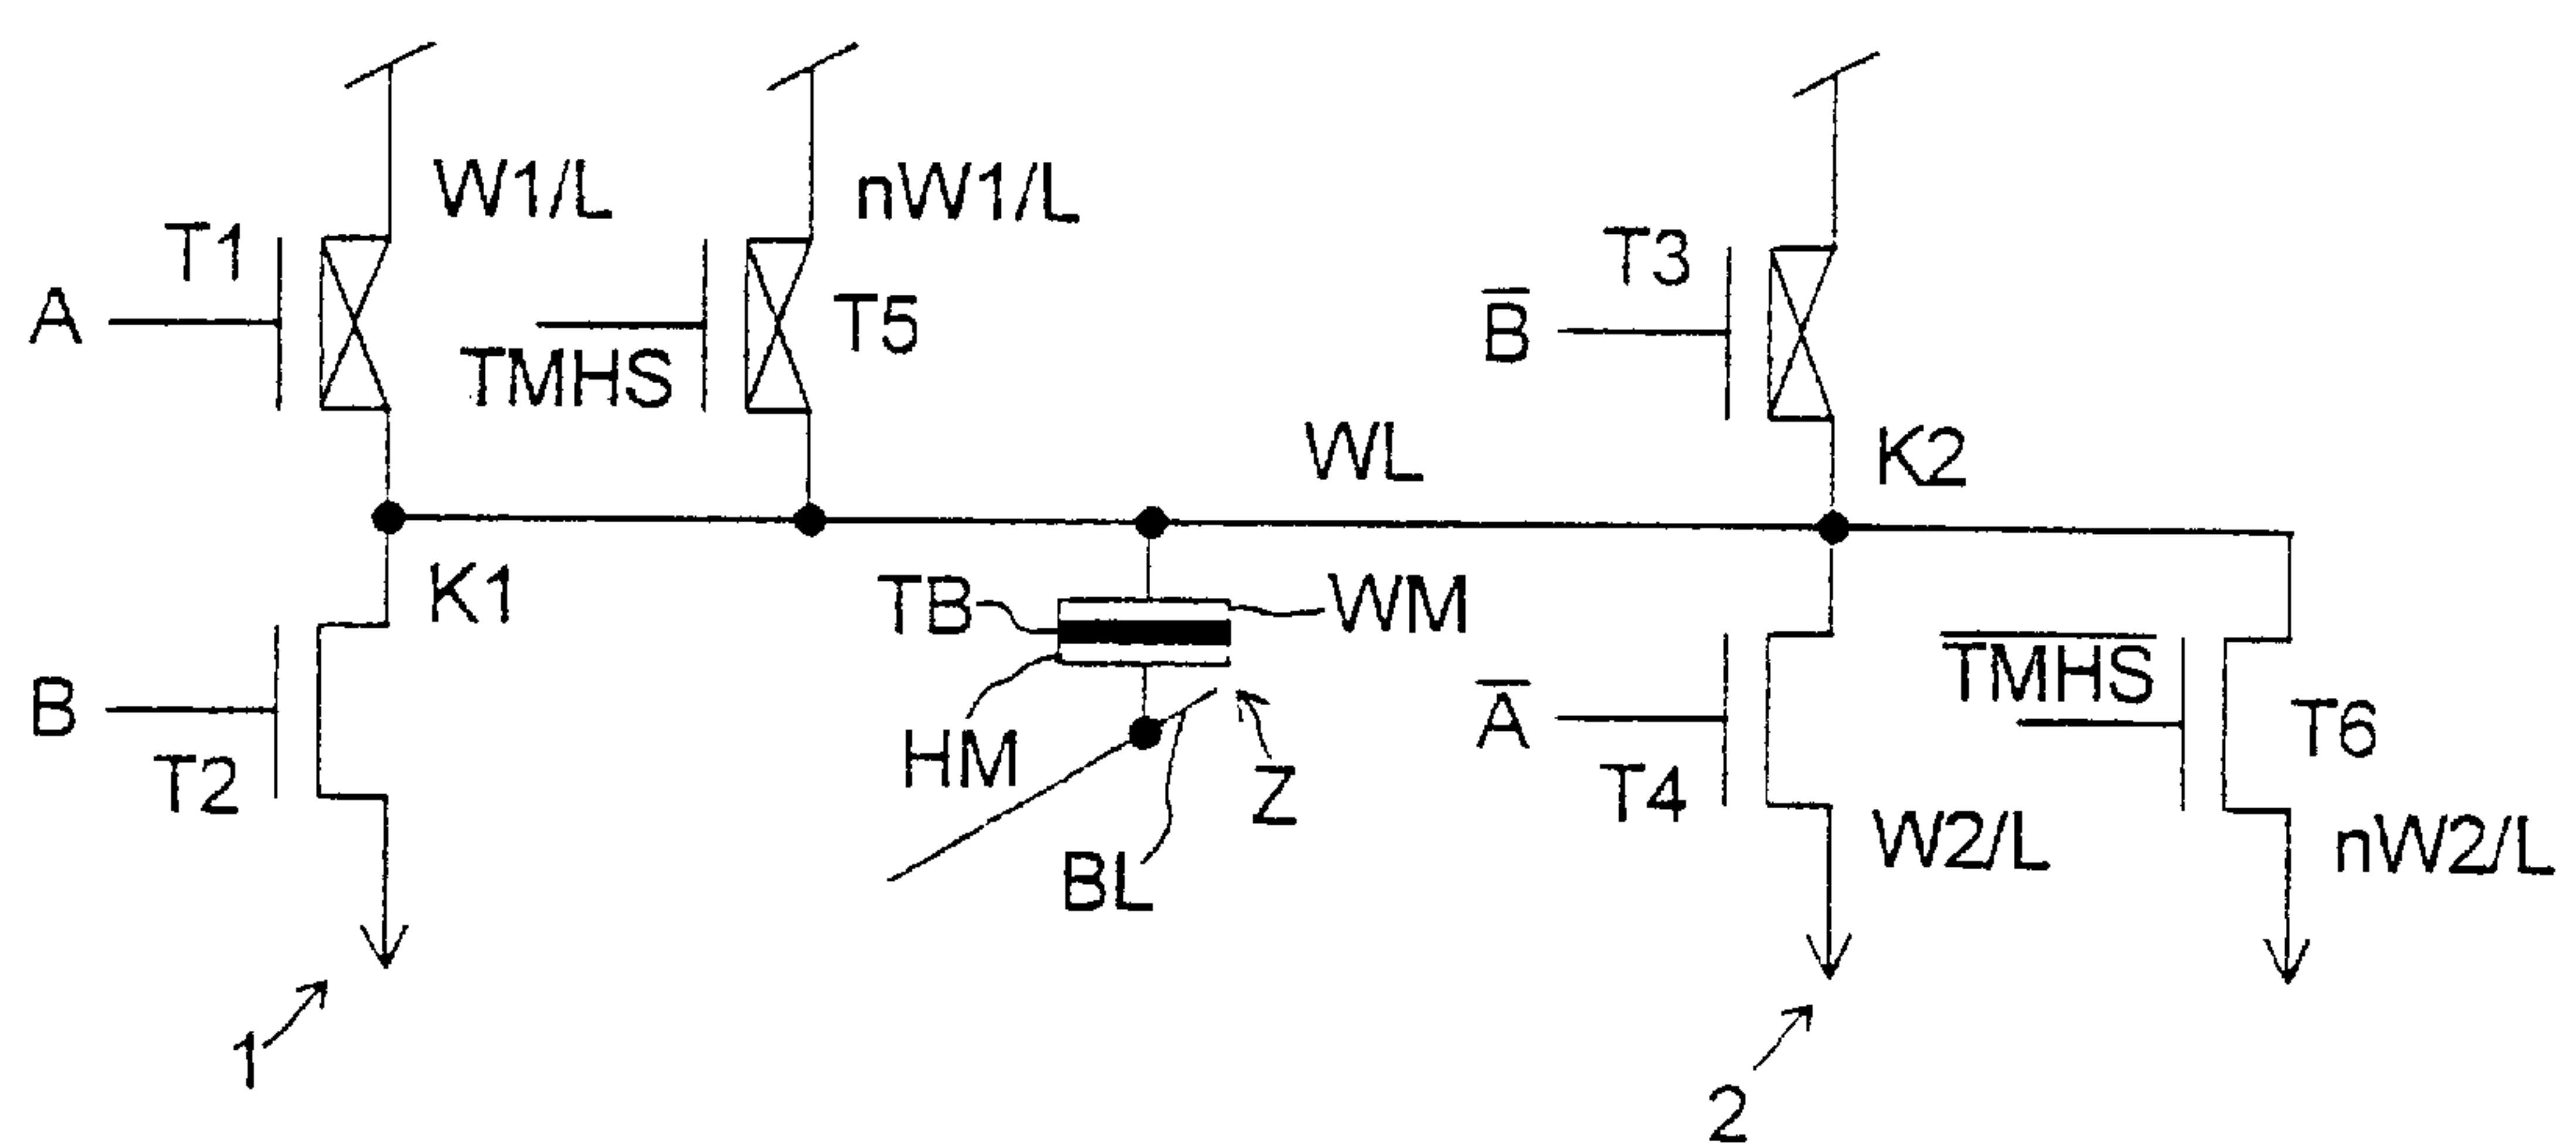 W1/L
nW1/L
T1
T3
A
T5
B̅
TMHS
WL
K2
K1
TB
WM
T̅M̅H̅S̅
B
A̅
HM
T6
T2
Z
T4
BL
W2/L
nW2/L
1
2